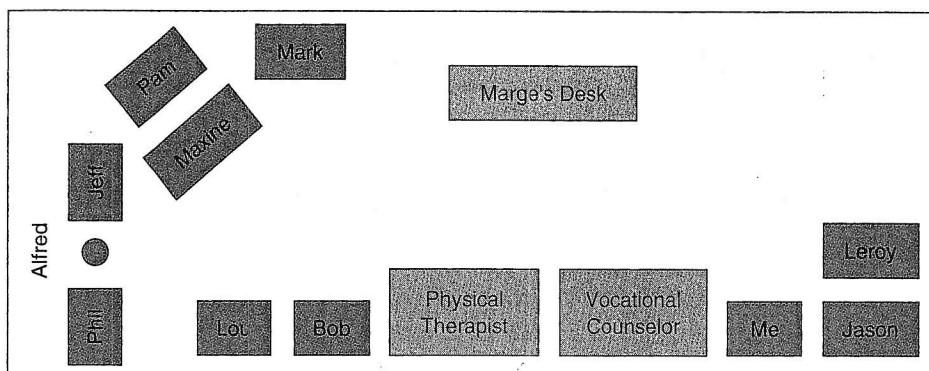 Mark
Pam
Marge's Desk
Maxine
Jeff
Alfred
Leroy
Physical
Therapist
Vocational
Counselor
Phil
Lou
Bob
Me
Jason